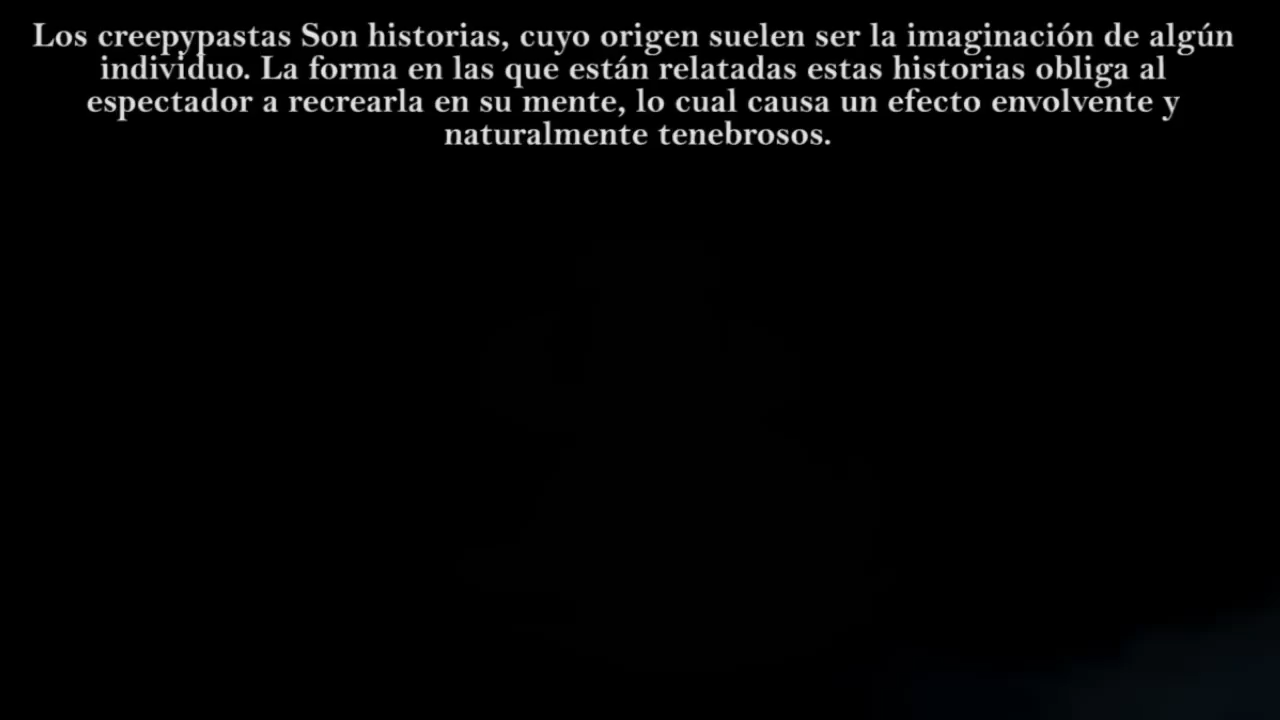 Los creepypastas Son historias, cuyo origen suelen ser la imaginación de algún
individuo. La forma en las que están relatadas estas historias obliga al
espectador a recrearla en su mente, lo cual causa un efecto envolvente y
naturalmente tenebrosos.